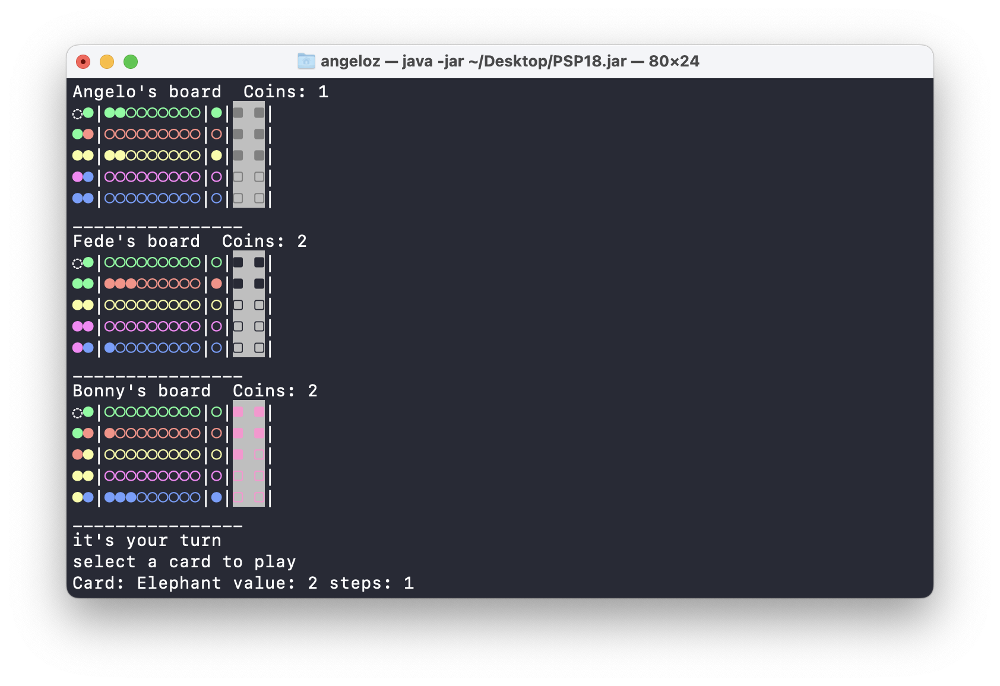 angeloz — java -jar ~/Desktop/PSP18.jar — 80×24
Angelo's board  Coins: 1
Fede's board  Coins: 2
Bonny's board  Coins: 2
it's your turn
select a card to play
Card: Elephant value: 2 steps: 1